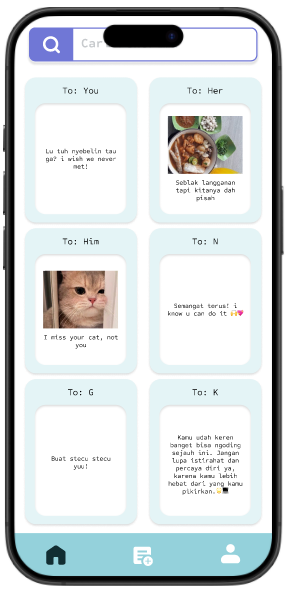 Car
To: You
Lu tuh nyebelin tau
ga? i wish we never
met!
To: Her
Seblak langganan
tapi kitanya dah
pisah
To: Him
I miss your cat, not
you
To: N
Semangat terus! i
know u can do it 🙌💖
To: G
Buat stecu stecu
yuu!
To: K
Kamu udah keren
banget bisa ngoding
sejauh ini. Jangan
lupa istirahat dan
percaya diri ya,
karena kamu lebih
hebat dari yang kamu
pikirkan.💫💻